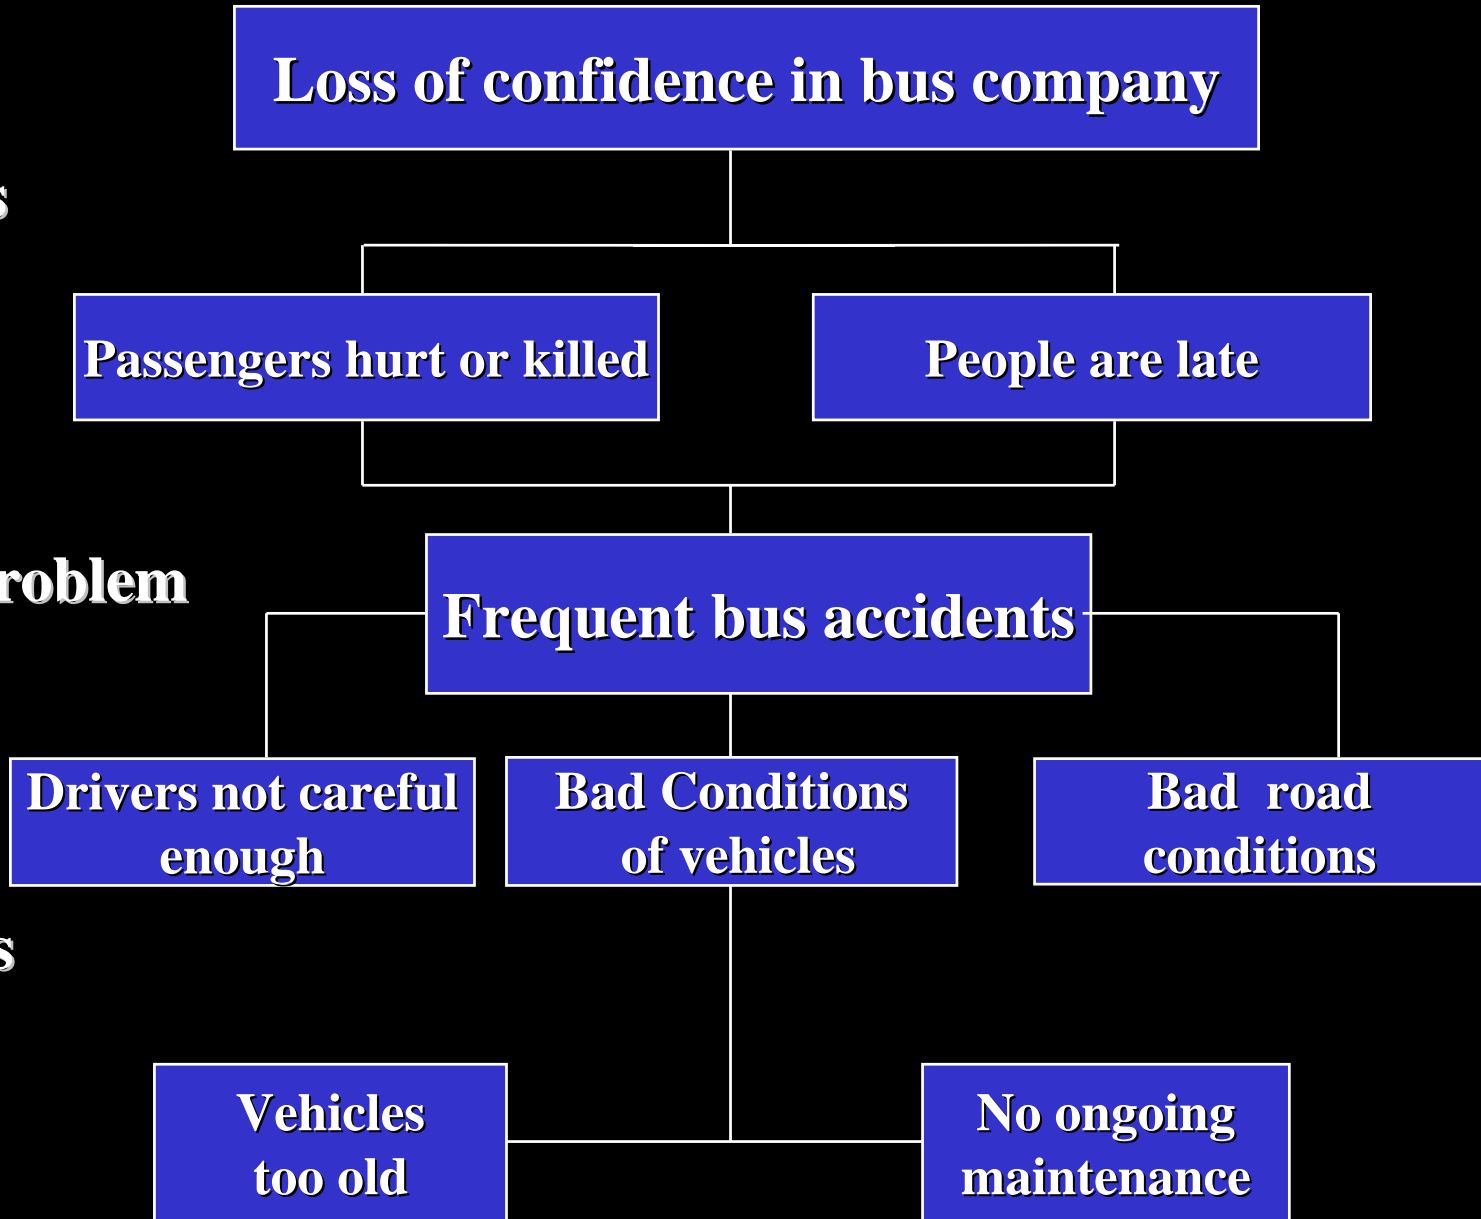 Loss of confidence in bus company
s
Passengers hurt or killed
People are late
roblem
Frequent bus accidents
Drivers not careful
enough
Bad Conditions
of vehicles
Bad road
conditions
s
Vehicles
too old
No ongoing
maintenance